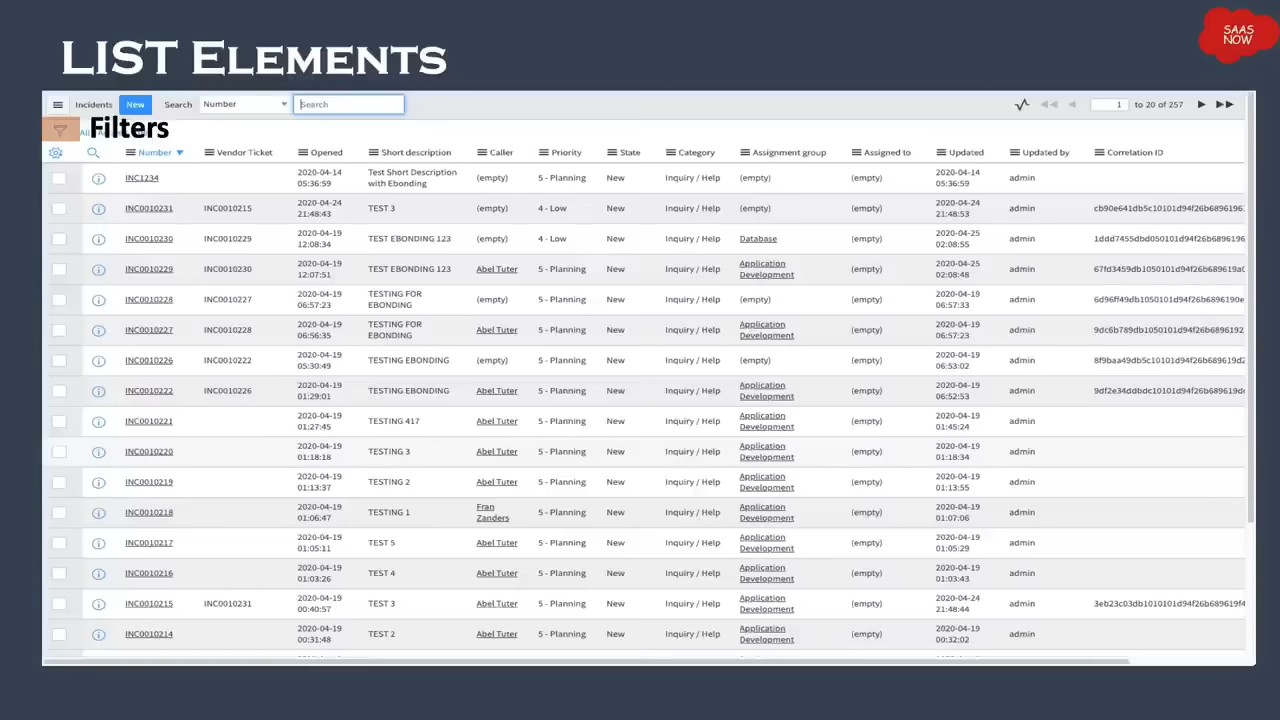 SAAS
NOW
LIST Elements
Incidents New Search Number Search 1 to 20 of 257
Filters
Number Vendor Ticket Opened Short description Caller Priority State Category Assignment group Assigned to Updated Updated by Correlation ID
INC1234 2020-04-14 05:36:59 Test Short Description with Ebonding (empty) 5 - Planning New Inquiry / Help (empty) (empty) 2020-04-14 05:36:59 admin
INC0010231 INC0010215 2020-04-24 21:48:43 TEST 3 (empty) 4 - Low New Inquiry / Help (empty) (empty) 2020-04-24 21:48:53 admin cb90e641db5c10101d94f26b6896196
INC0010230 INC0010229 2020-04-19 12:08:34 TEST EBONDING 123 (empty) 4 - Low New Inquiry / Help Database (empty) 2020-04-25 02:08:55 admin 1ddd7455dbd050101d94f26b6896196
INC0010229 INC0010230 2020-04-19 12:07:51 TEST EBONDING 123 Abel Tuter 5 - Planning New Inquiry / Help Application Development (empty) 2020-04-25 02:08:48 admin 67fd3459db1050101d94f26b689619a0
INC0010228 INC0010227 2020-04-19 06:57:23 TESTING FOR EBONDING (empty) 5 - Planning New Inquiry / Help (empty) (empty) 2020-04-19 06:57:33 admin 6d96ff49db1050101d94f26b6896190e
INC0010227 INC0010228 2020-04-19 06:56:35 TESTING FOR EBONDING Abel Tuter 5 - Planning New Inquiry / Help Application Development (empty) 2020-04-19 06:57:23 admin 9dc6b789db1050101d94f26b6896192
INC0010226 INC0010222 2020-04-19 05:30:49 TESTING EBONDING (empty) 5 - Planning New Inquiry / Help (empty) (empty) 2020-04-19 06:53:02 admin 8f9baa49db5c10101d94f26b689619d2
INC0010222 INC0010226 2020-04-19 01:29:01 TESTING EBONDING Abel Tuter 5 - Planning New Inquiry / Help Application Development (empty) 2020-04-19 06:52:53 admin 9df2e34ddbdc10101d94f26b689619dc
INC0010221 2020-04-19 01:27:45 TESTING 417 Abel Tuter 5 - Planning New Inquiry / Help Application Development (empty) 2020-04-19 01:45:24 admin
INC0010220 2020-04-19 01:18:18 TESTING 3 Abel Tuter 5 - Planning New Inquiry / Help Application Development (empty) 2020-04-19 01:18:34 admin
INC0010219 2020-04-19 01:13:37 TESTING 2 Abel Tuter 5 - Planning New Inquiry / Help Application Development (empty) 2020-04-19 01:13:55 admin
INC0010218 2020-04-19 01:06:47 TESTING 1 Fran Zanders 5 - Planning New Inquiry / Help Application Development (empty) 2020-04-19 01:07:06 admin
INC0010217 2020-04-19 01:05:11 TEST 5 Abel Tuter 5 - Planning New Inquiry / Help Application Development (empty) 2020-04-19 01:05:29 admin
INC0010216 2020-04-19 01:03:26 TEST 4 Abel Tuter 5 - Planning New Inquiry / Help Application Development (empty) 2020-04-19 01:03:43 admin
INC0010215 INC0010231 2020-04-19 00:40:57 TEST 3 Abel Tuter 5 - Planning New Inquiry / Help Application Development (empty) 2020-04-24 21:48:44 admin 3eb23c03db1010101d94f26b689619f4
INC0010214 2020-04-19 00:31:48 TEST 2 Abel Tuter 5 - Planning New Inquiry / Help Application Development (empty) 2020-04-19 00:32:02 admin